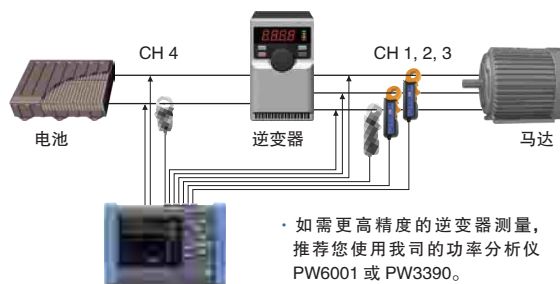 CH 4
CH 1, 2, 3
电池
逆变器
马达
· 如需更高精度的逆变器测量，
推荐您使用我司的功率分析仪
PW6001 或 PW3390。